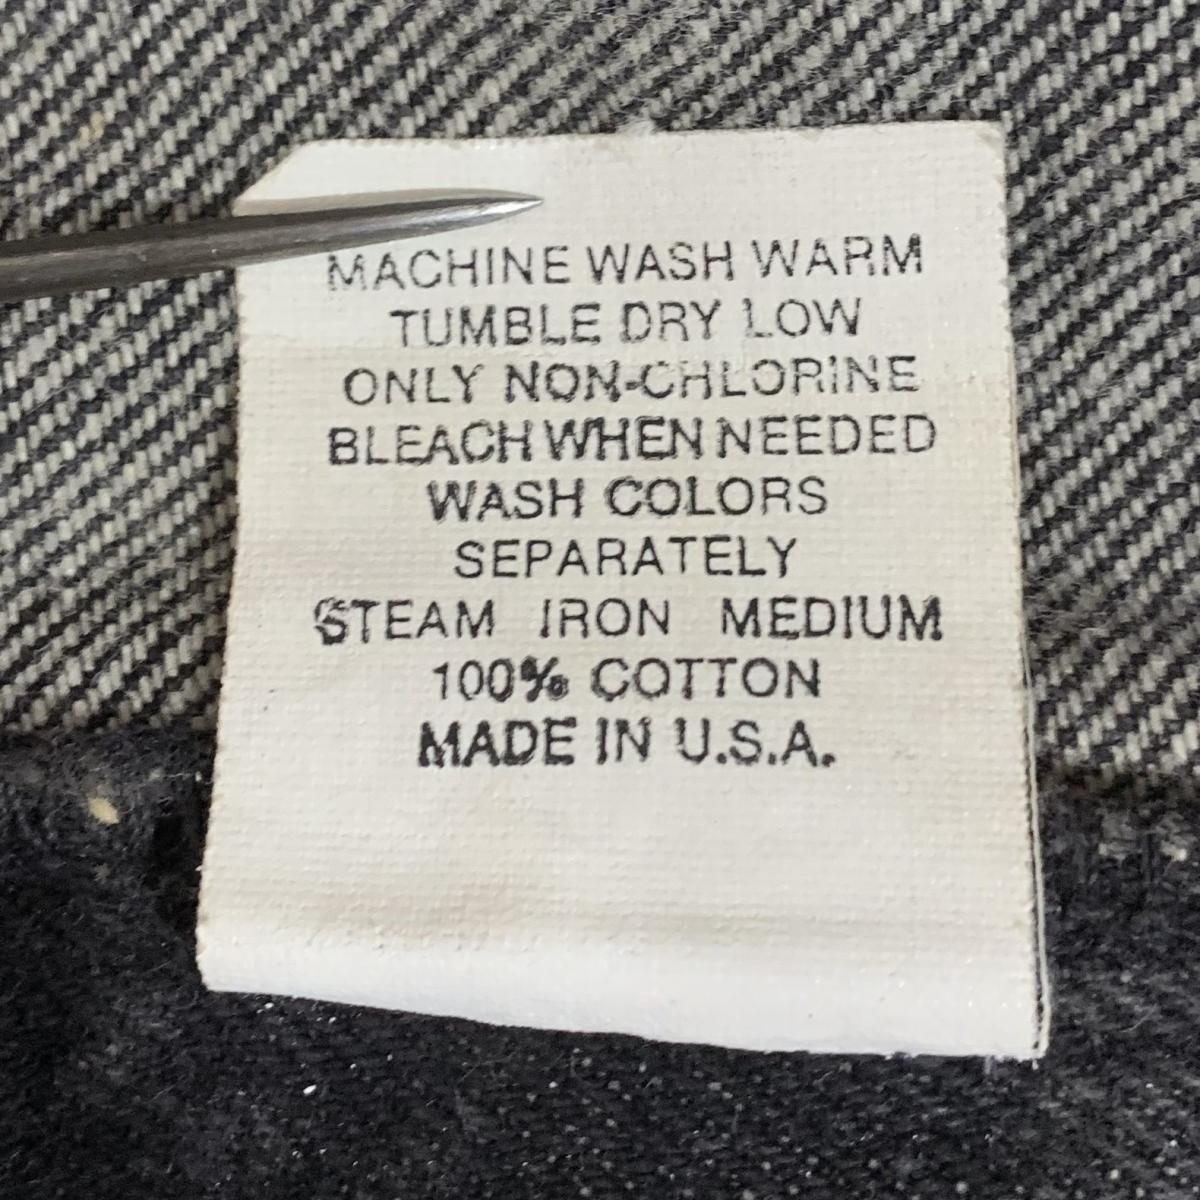 MACHINE WASH WARM
TUMBLE DRY LOW
ONLY NON-CHLORINE
BLEACH WHEN NEEDED
WASH COLORS
SEPARATELY
STEAM IRON MEDIUM
100% COTTON
MADE IN U.S.A.